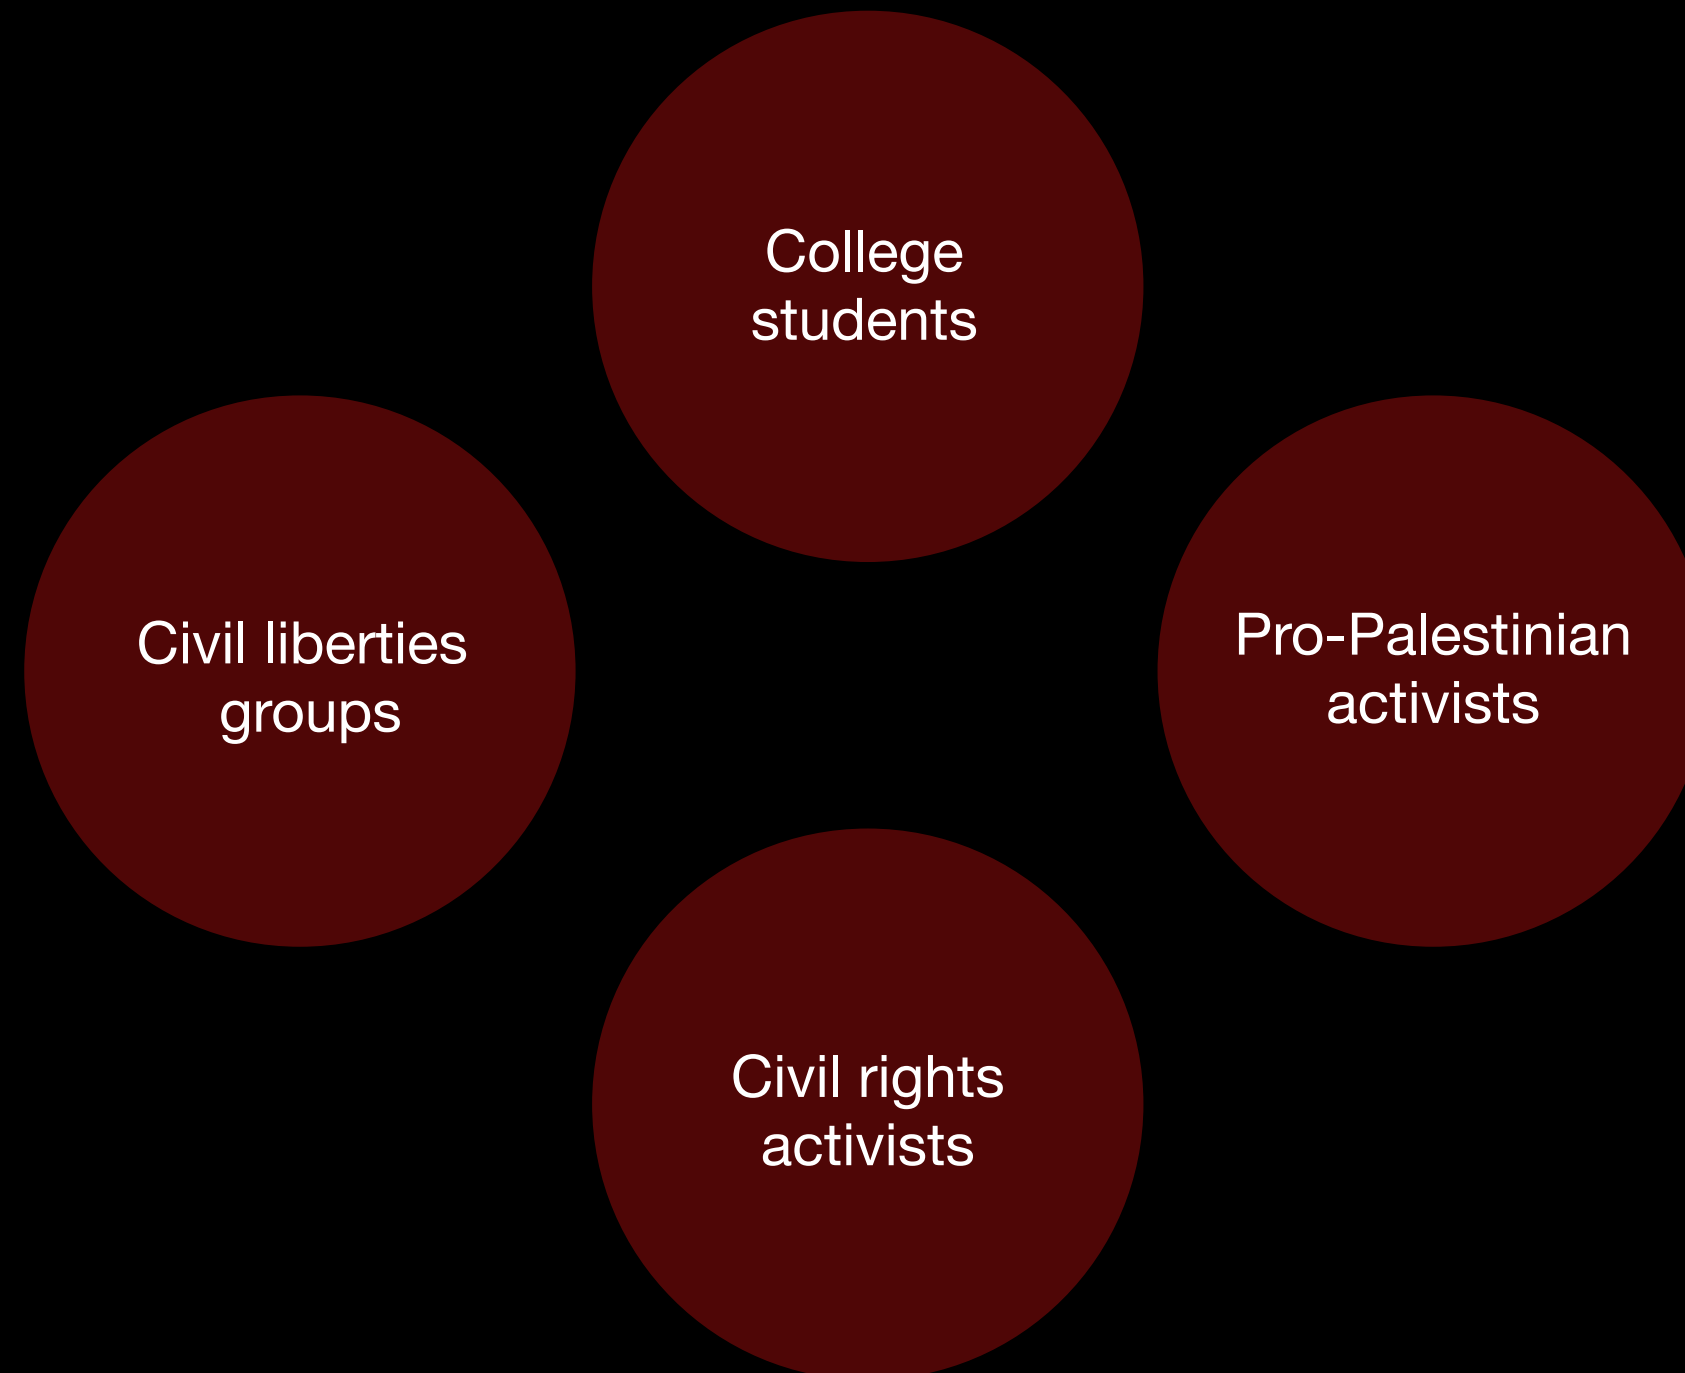 College
students
Civil liberties
groups
Pro-Palestinian
activists
Civil rights
activists